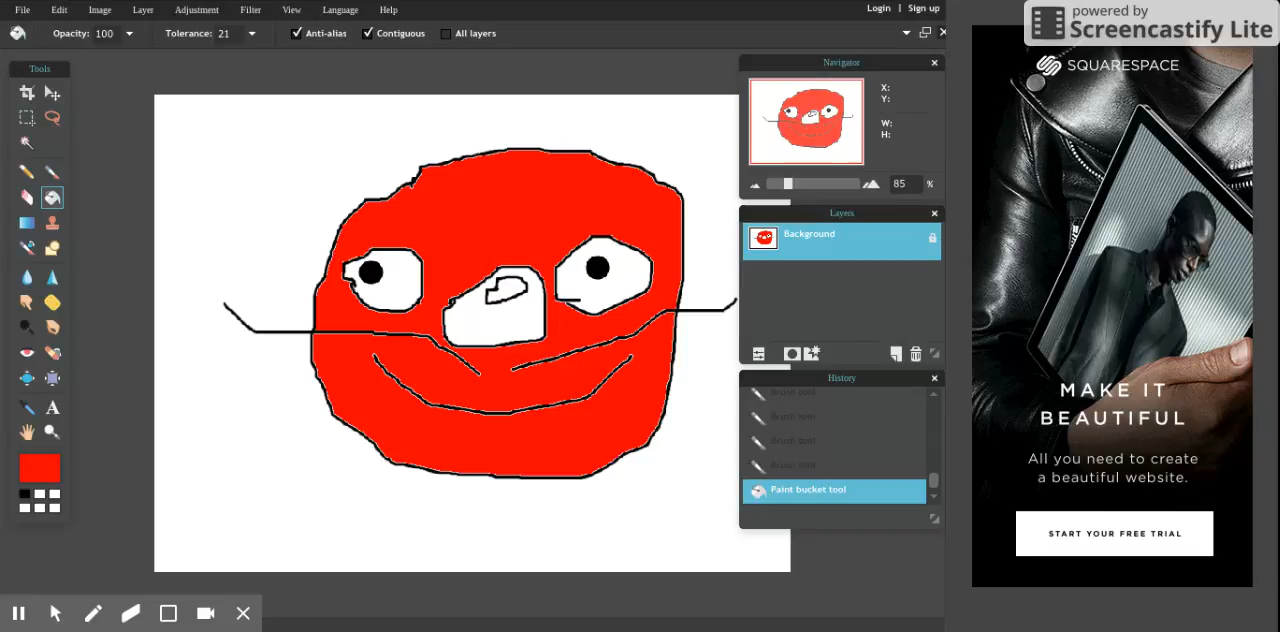 File Edit Image Layer Adjustment Filter View Language Help
Login | Sign up
Opacity: 100 Tolerance: 21 Anti-alias Contiguous All layers
Tools
Navigator
X:
Y:
W:
H:
85 %
Layers
Background
History
Brush tool
Brush tool
Brush tool
Brush tool
Paint bucket tool
powered by
Screencastify Lite
SQUARESPACE
MAKE IT
BEAUTIFUL
All you need to create
a beautiful website.
START YOUR FREE TRIAL